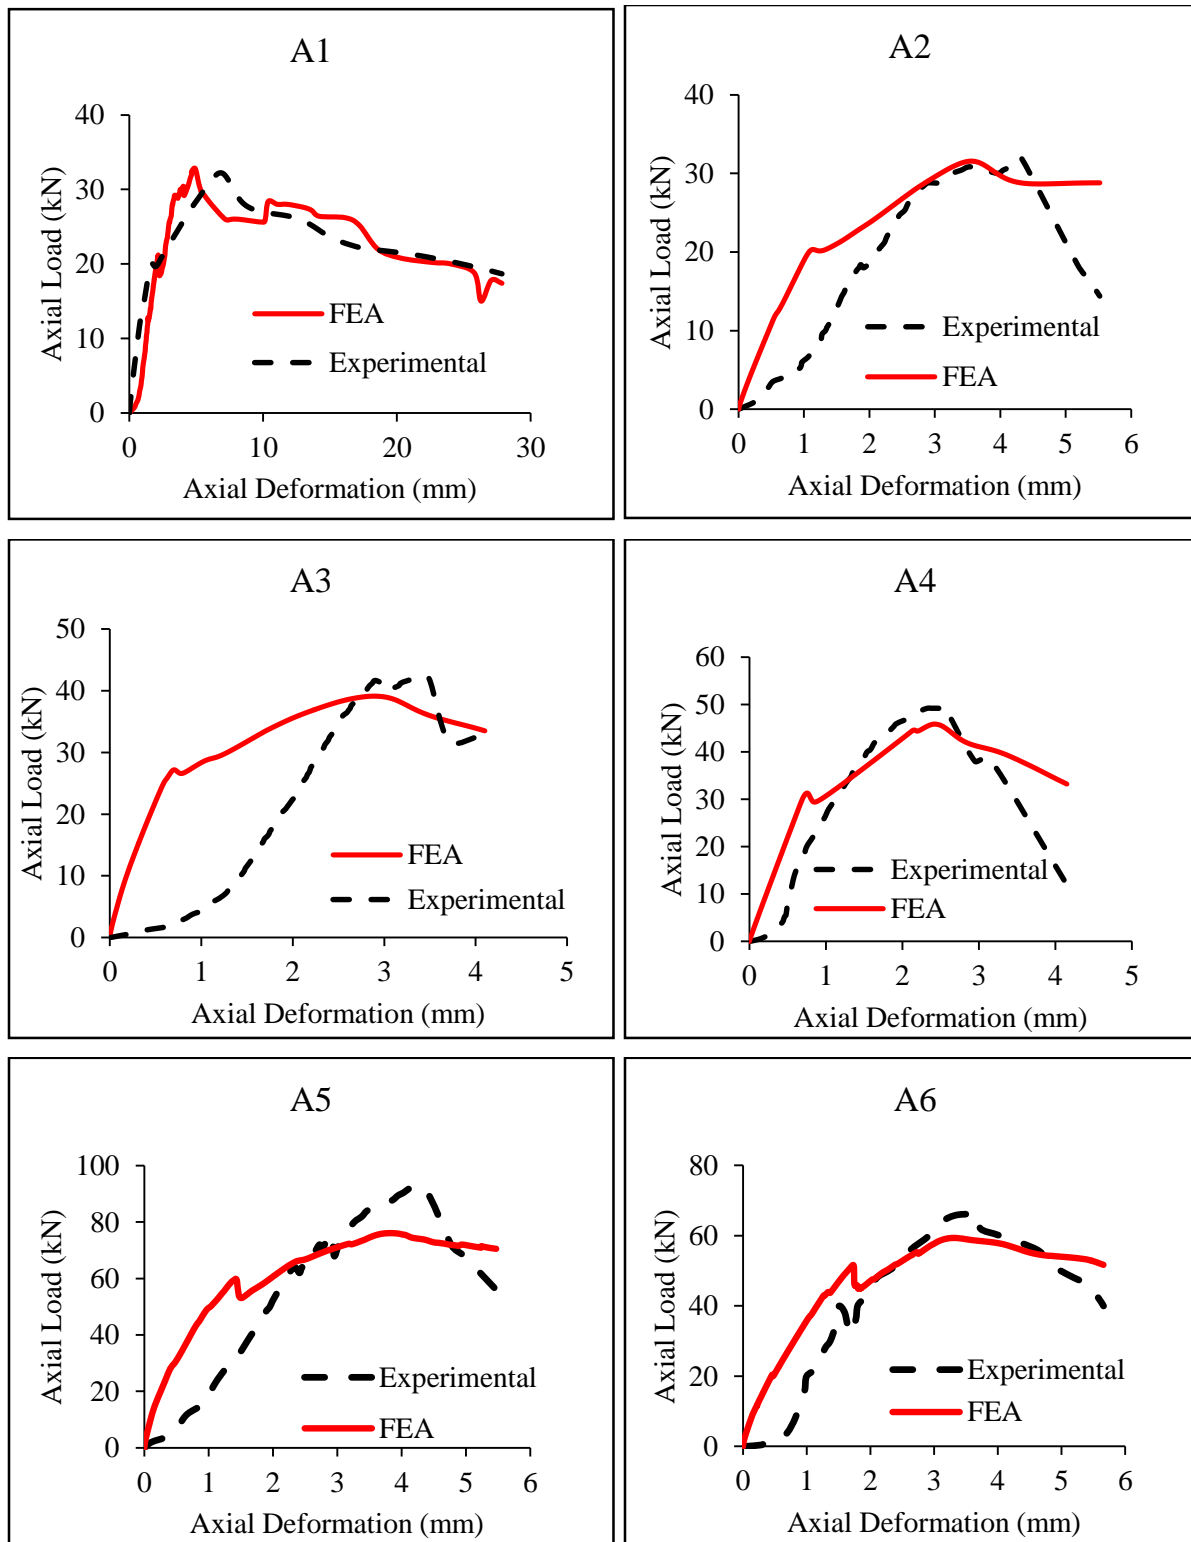 A1
40
30
20
10
0
Axial Load (kN)
FEA
Experimental
0 10 20 30
Axial Deformation (mm)
A2
40
30
20
10
0
Axial Load (kN)
Experimental
FEA
0 1 2 3 4 5 6
Axial Deformation (mm)
A3
50
40
30
20
10
0
Axial Load (kN)
FEA
Experimental
0 1 2 3 4 5
Axial Deformation (mm)
A4
60
50
40
30
20
10
0
Axial Load (kN)
Experimental
FEA
0 1 2 3 4 5
Axial Deformation (mm)
A5
100
80
60
40
20
0
Axial Load (kN)
Experimental
FEA
0 1 2 3 4 5 6
Axial Deformation (mm)
A6
80
60
40
20
0
Axial Load (kN)
Experimental
FEA
0 1 2 3 4 5 6
Axial Deformation (mm)